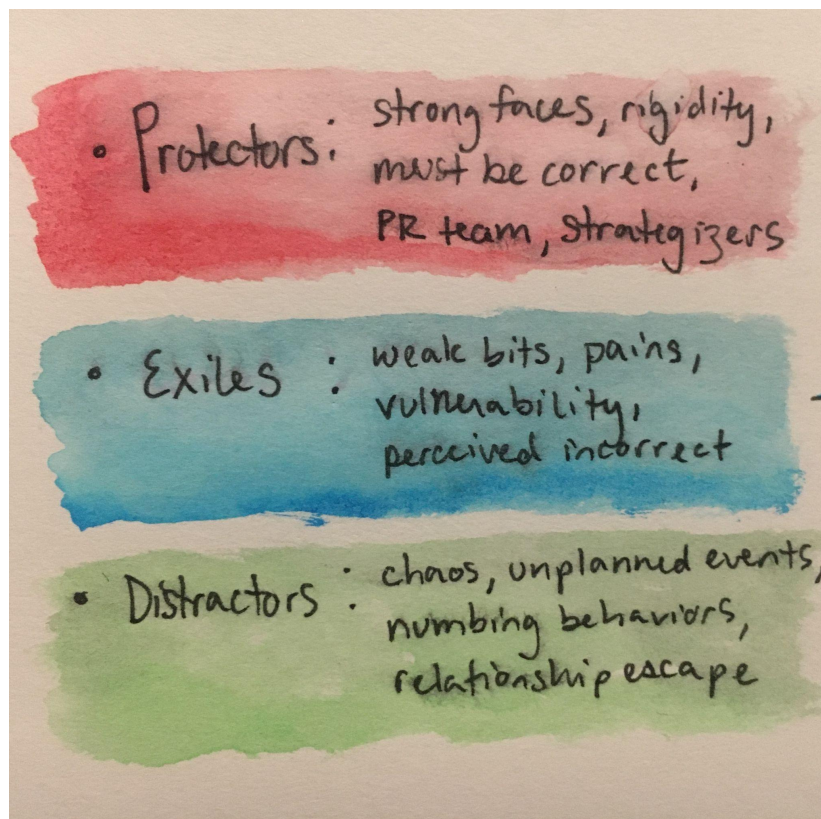 • Protectors: strong faces, rigidity,
must be correct,
PR team, strategizers
• Exiles : weak bits, pains,
vulnerability,
perceived incorrect
• Distractors : chaos, unplanned events,
numbing behaviors,
relationship escape